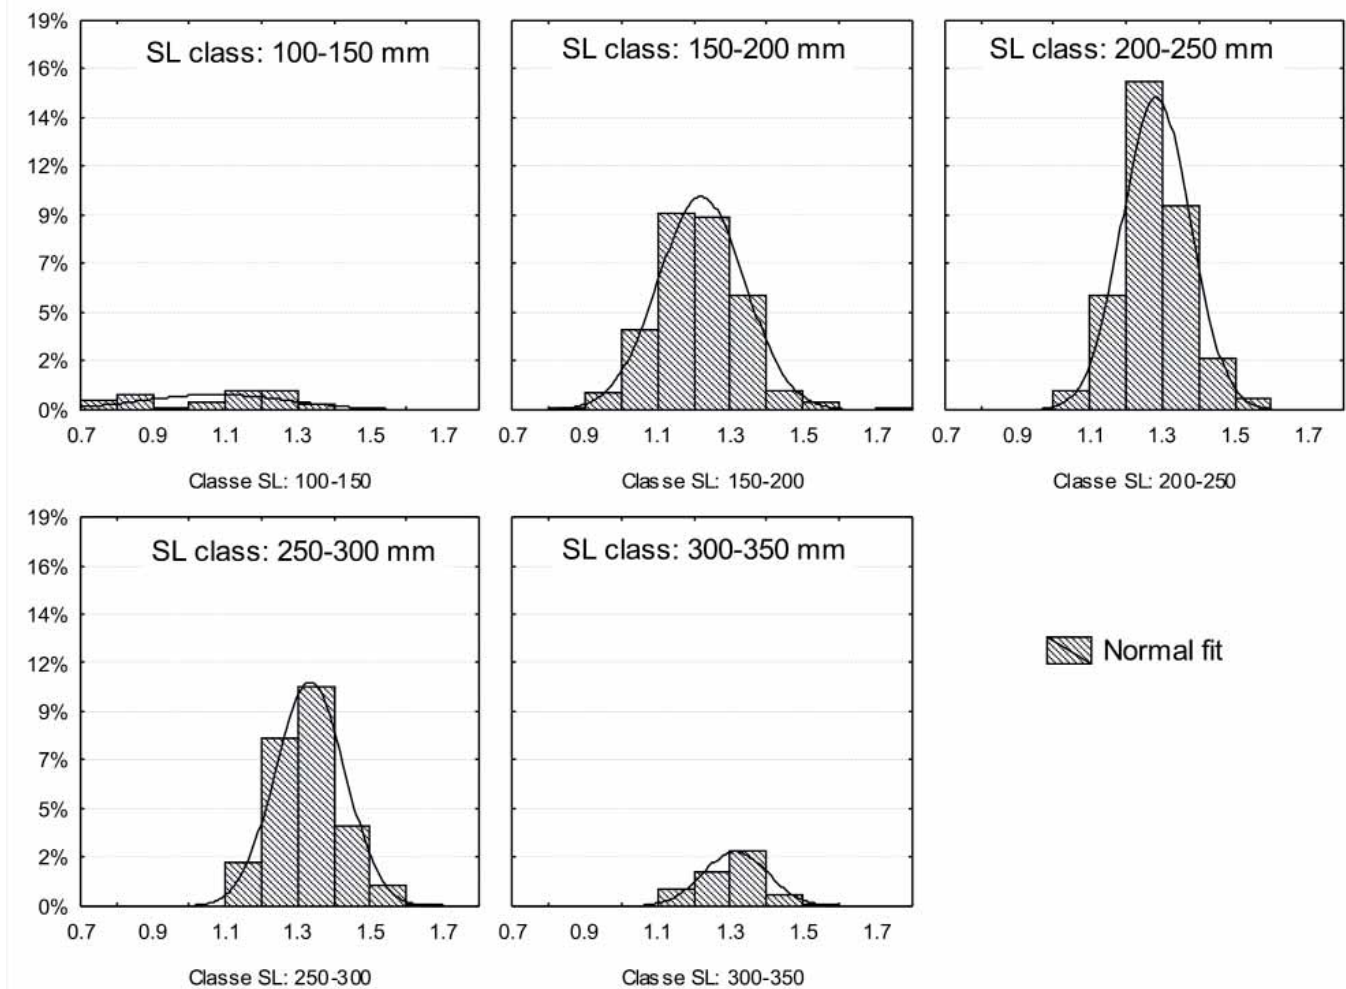 19%
16%
14%
12%
9%
7%
5%
2%
0%
SL class: 100-150 mm
0.7 0.9 1.1 1.3 1.5 1.7
Classe SL: 100-150
SL class: 150-200 mm
0.7 0.9 1.1 1.3 1.5 1.7
Classe SL: 150-200
SL class: 200-250 mm
0.7 0.9 1.1 1.3 1.5 1.7
Classe SL: 200-250
19%
16%
14%
12%
9%
7%
5%
2%
0%
SL class: 250-300 mm
0.7 0.9 1.1 1.3 1.5 1.7
Classe SL: 250-300
SL class: 300-350 mm
0.7 0.9 1.1 1.3 1.5 1.7
Classe SL: 300-350
Normal fit